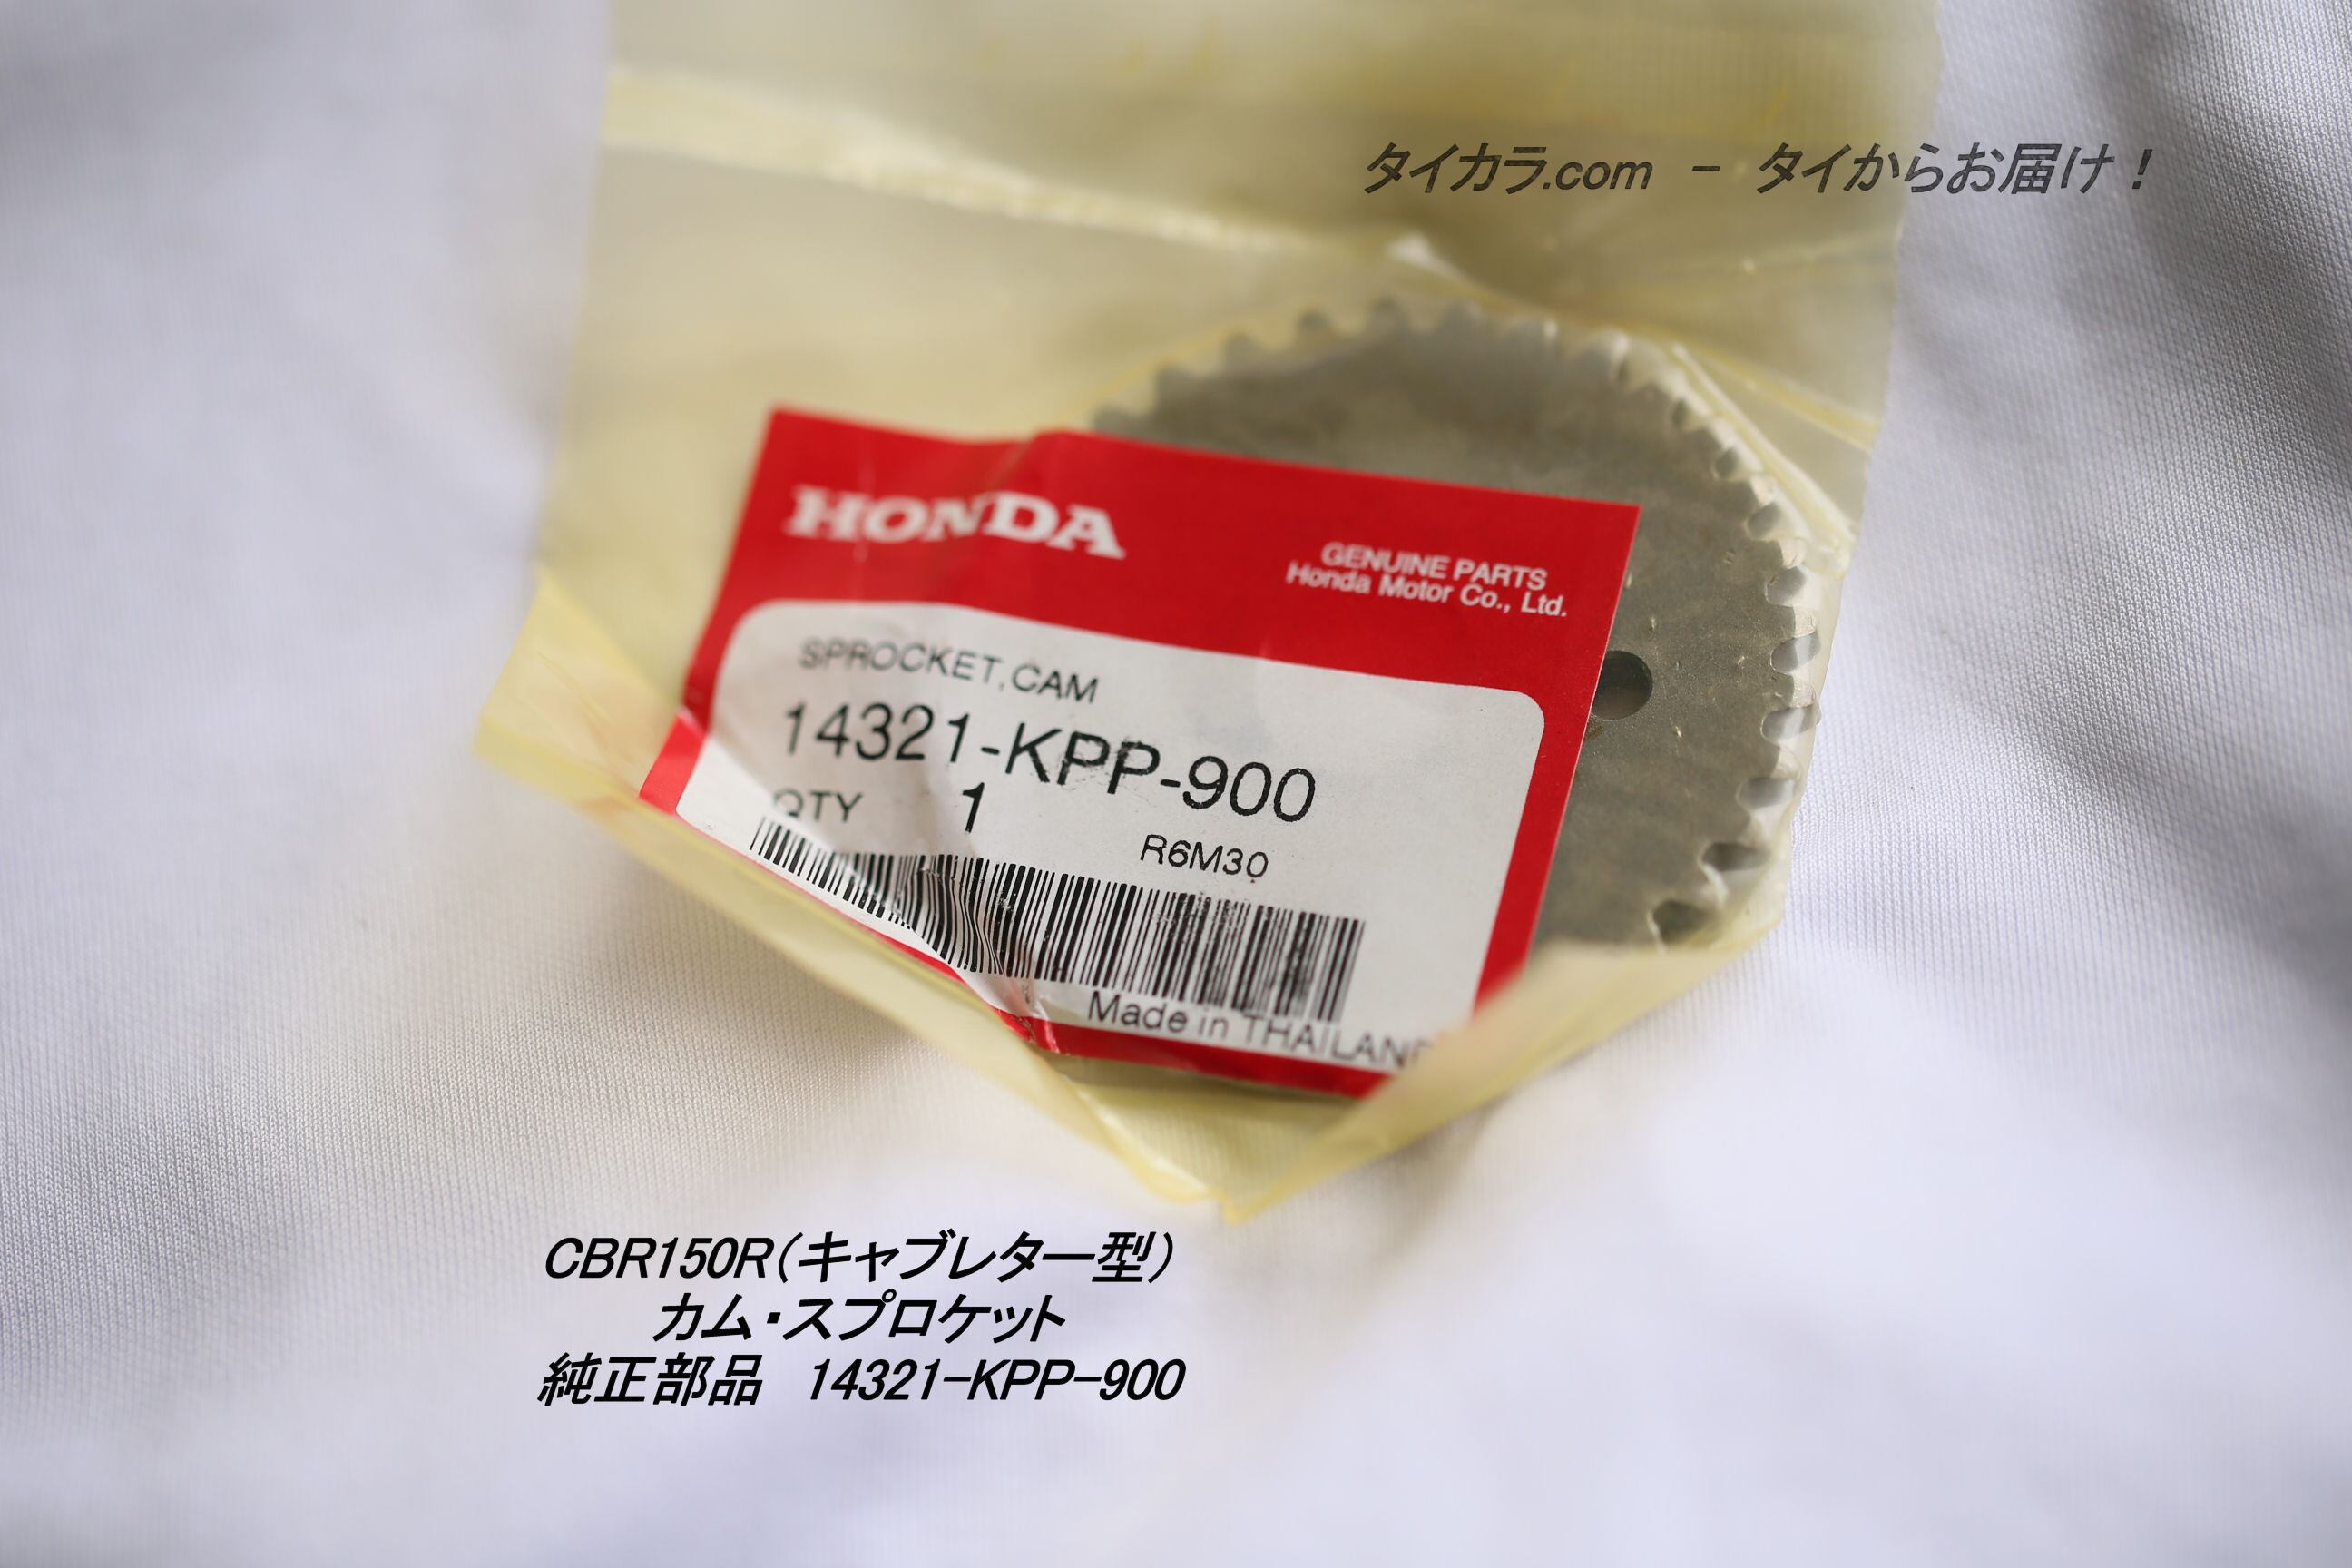 タイカラ.com － タイからお届け！
HONDA
GENUINE PARTS
Honda Motor Co., Ltd.
SPROCKET,CAM
14321-KPP-900
QTY 1
R6M30
Made in THAILAND
CBR150R（キャブレター型）
カム・スプロケット
純正部品 14321-KPP-900